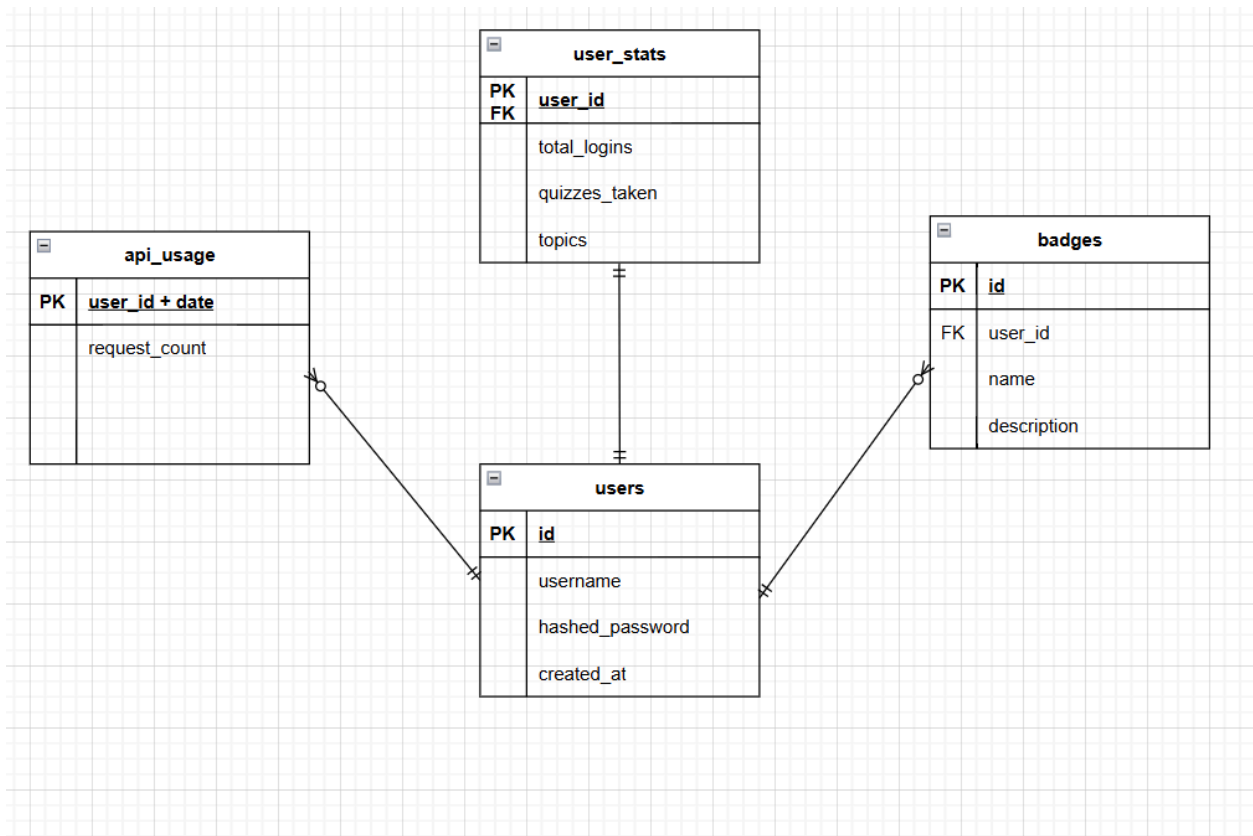 user_stats
PK
FK
user_id
total_logins
quizzes_taken
topics
api_usage
PK user_id + date
request_count
badges
PK id
FK user_id
name
description
users
PK id
username
hashed_password
created_at